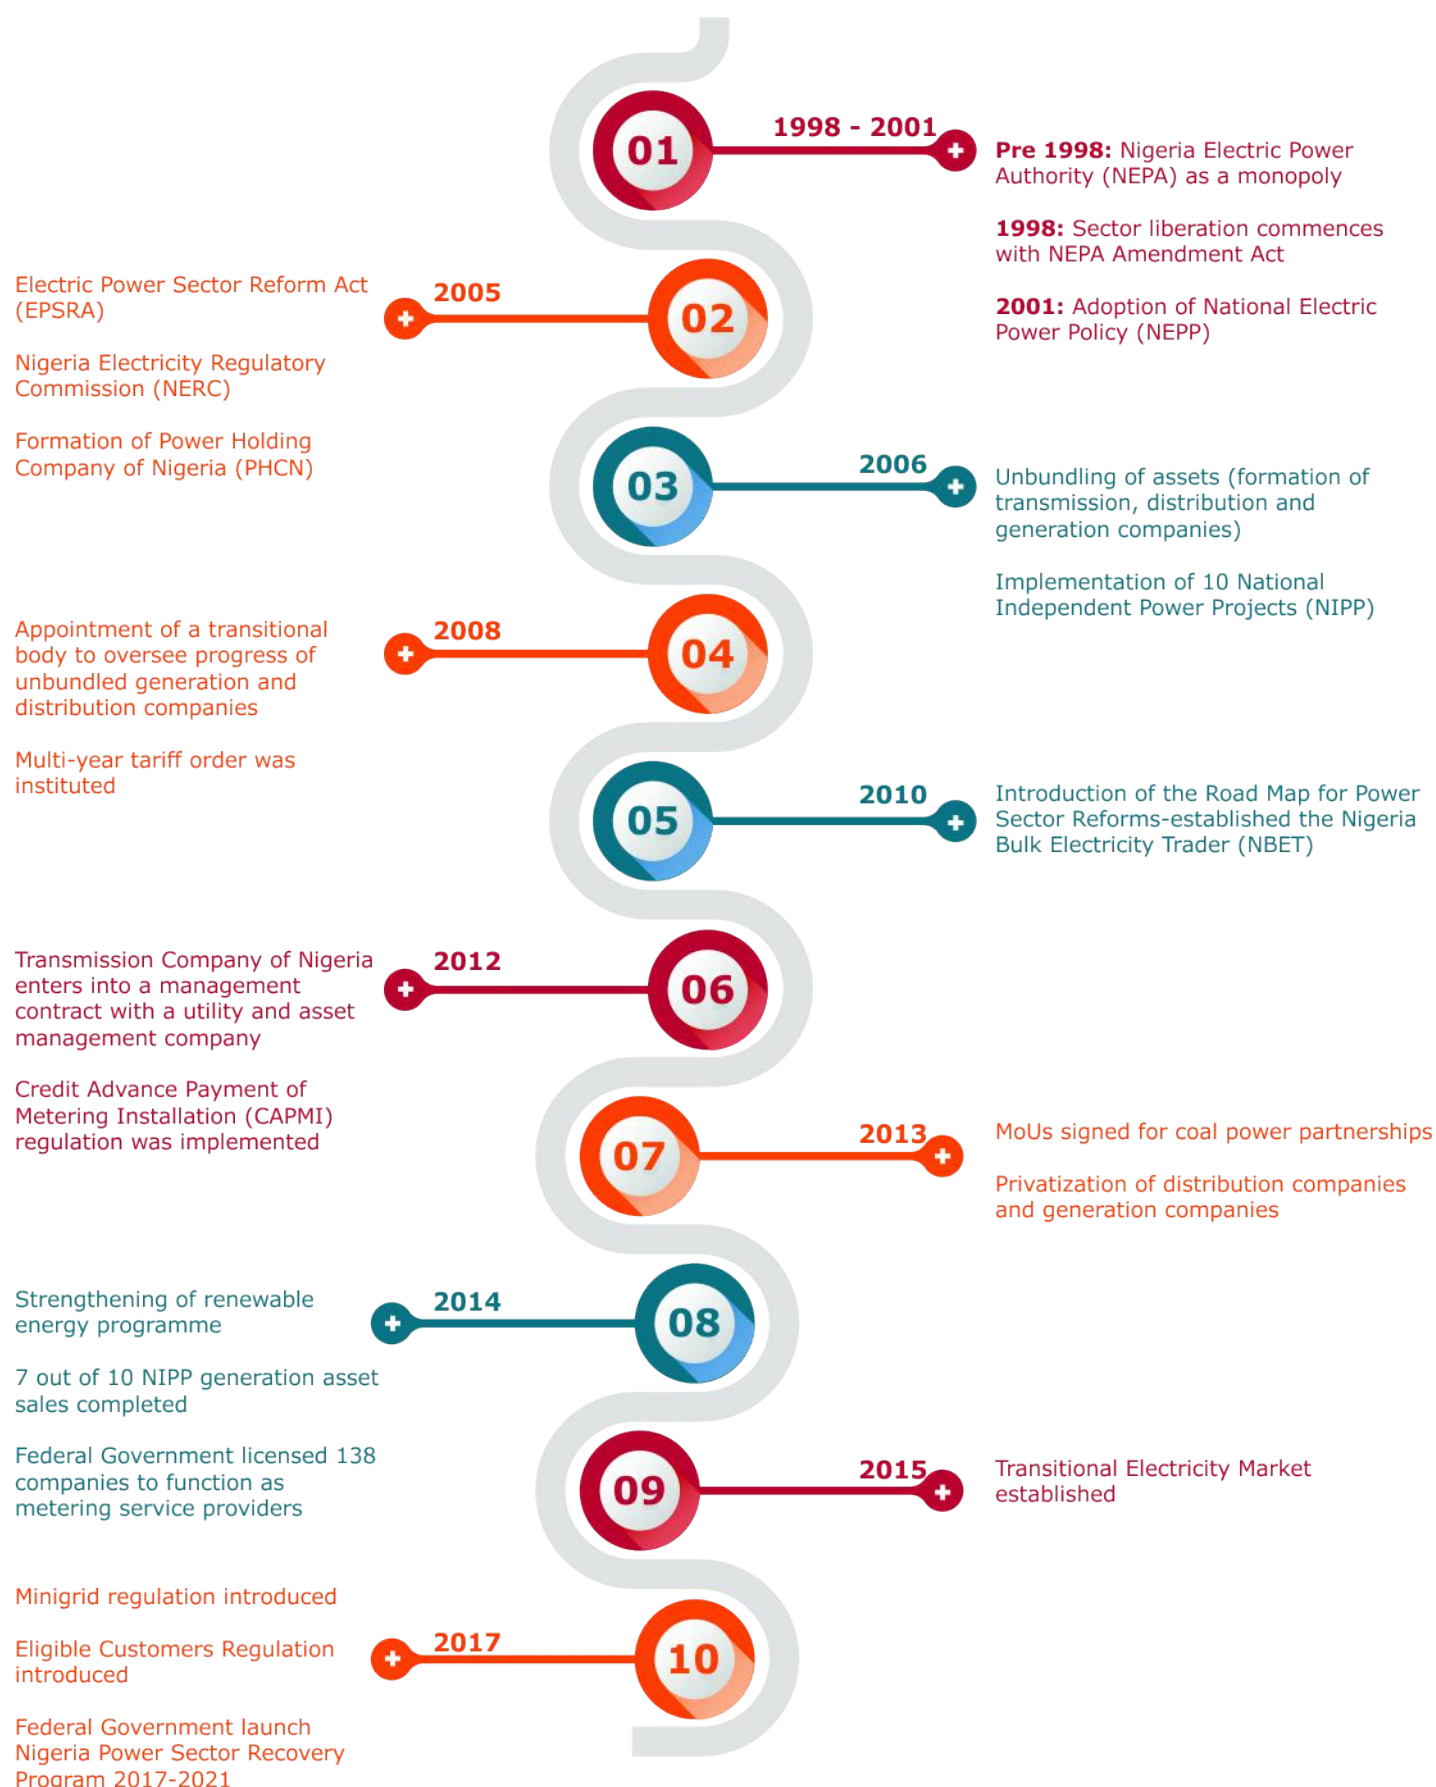 01
1998 - 2001
Pre 1998: Nigeria Electric Power
Authority (NEPA) as a monopoly
1998: Sector liberation commences
with NEPA Amendment Act
2001: Adoption of National Electric
Power Policy (NEPP)
02
2005
Electric Power Sector Reform Act
(EPSRA)
Nigeria Electricity Regulatory
Commission (NERC)
Formation of Power Holding
Company of Nigeria (PHCN)
03
2006
Unbundling of assets (formation of
transmission, distribution and
generation companies)
Implementation of 10 National
Independent Power Projects (NIPP)
04
2008
Appointment of a transitional
body to oversee progress of
unbundled generation and
distribution companies
Multi-year tariff order was
instituted
05
2010
Introduction of the Road Map for Power
Sector Reforms-established the Nigeria
Bulk Electricity Trader (NBET)
06
2012
Transmission Company of Nigeria
enters into a management
contract with a utility and asset
management company
Credit Advance Payment of
Metering Installation (CAPMI)
regulation was implemented
07
2013
MoUs signed for coal power partnerships
Privatization of distribution companies
and generation companies
08
2014
Strengthening of renewable
energy programme
7 out of 10 NIPP generation asset
sales completed
Federal Government licensed 138
companies to function as
metering service providers
09
2015
Transitional Electricity Market
established
10
2017
Minigrid regulation introduced
Eligible Customers Regulation
introduced
Federal Government launch
Nigeria Power Sector Recovery
Program 2017-2021